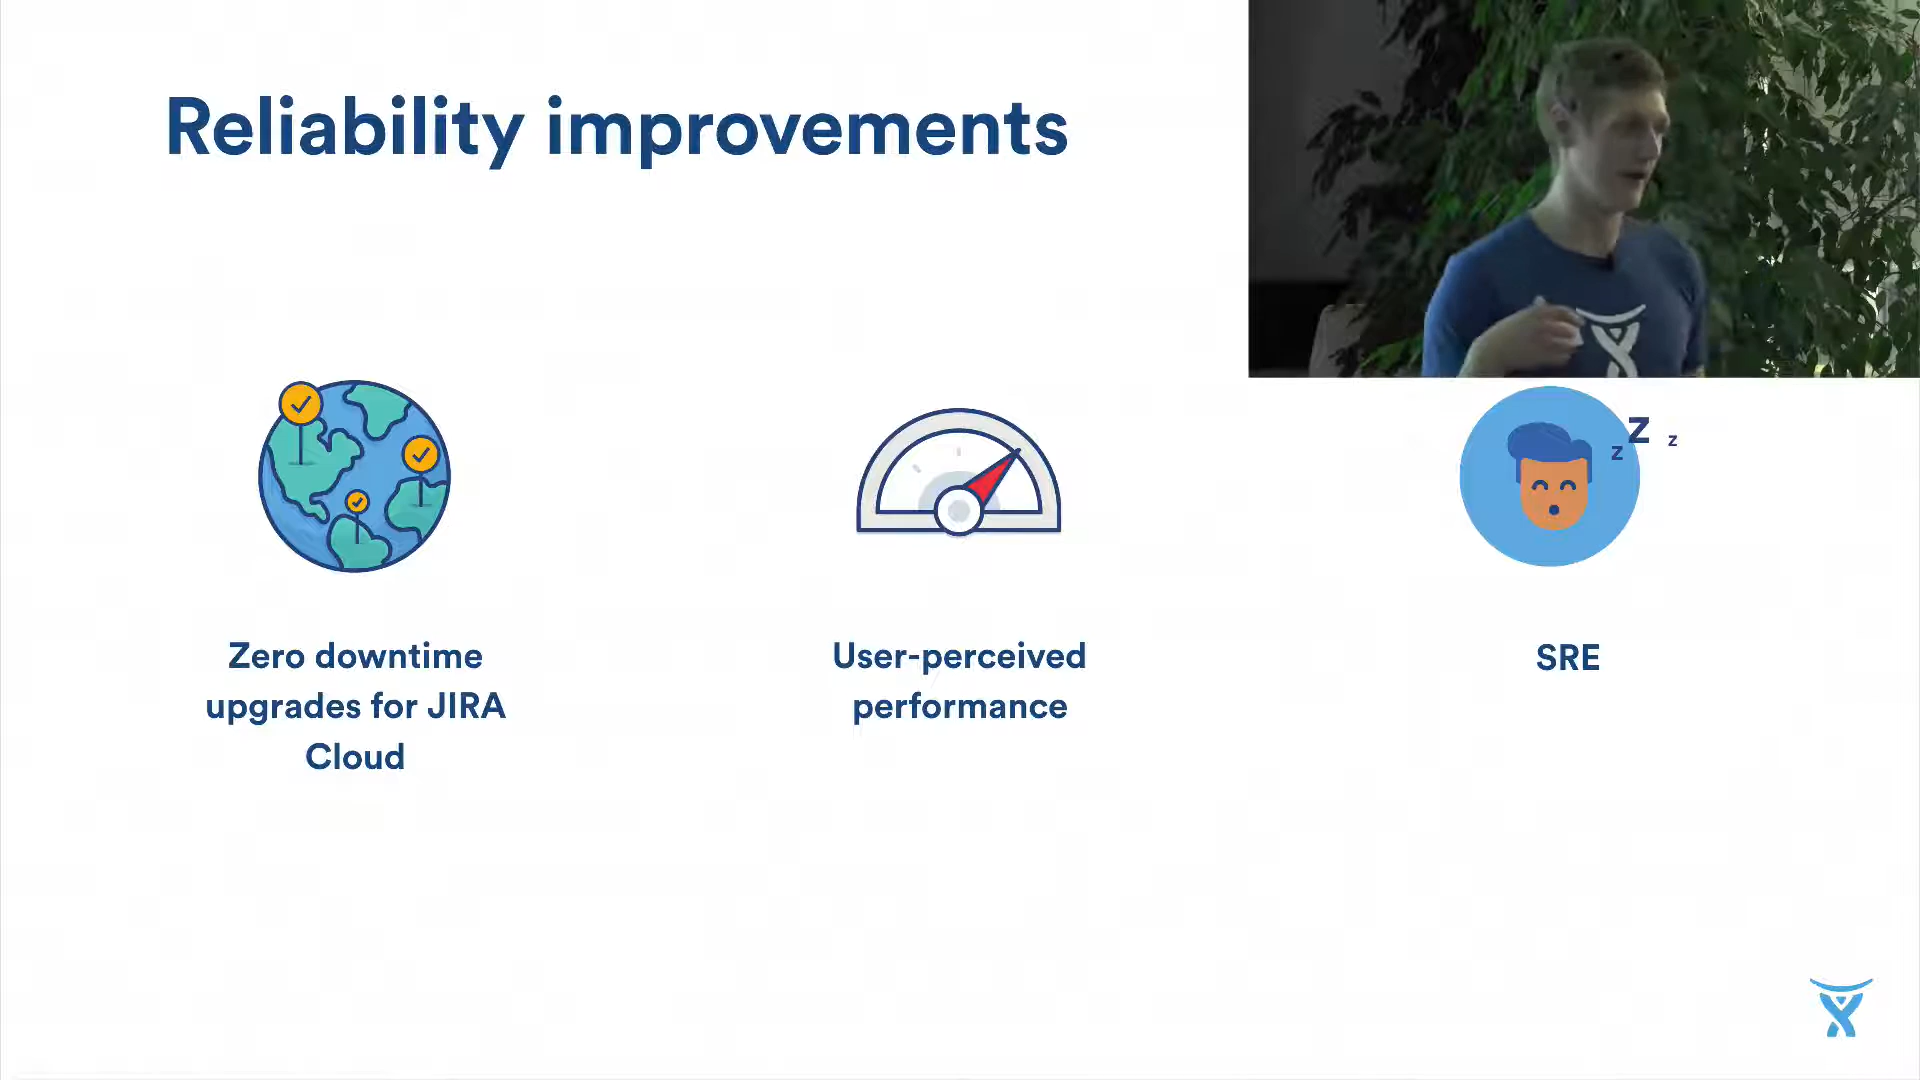 Reliability improvements
z Z z
Zero downtime
upgrades for JIRA
Cloud
User-perceived
performance
SRE